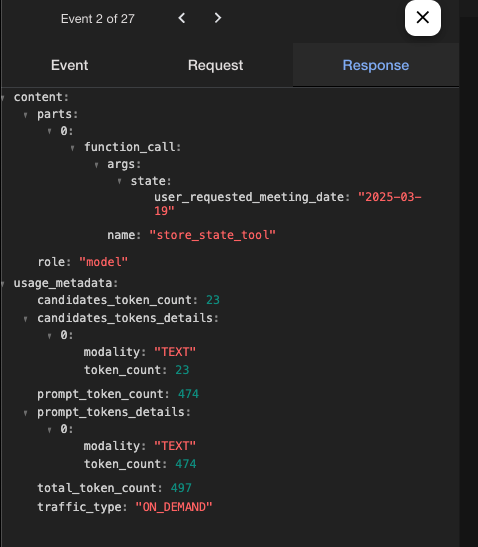 Event 2 of 27
Event Request Response
content:
parts:
0:
function_call:
args:
state:
user_requested_meeting_date: "2025-03-
19"
name: "store_state_tool"
role: "model"
usage_metadata:
candidates_token_count: 23
candidates_tokens_details:
0:
modality: "TEXT"
token_count: 23
prompt_token_count: 474
prompt_tokens_details:
0:
modality: "TEXT"
token_count: 474
total_token_count: 497
traffic_type: "ON_DEMAND"